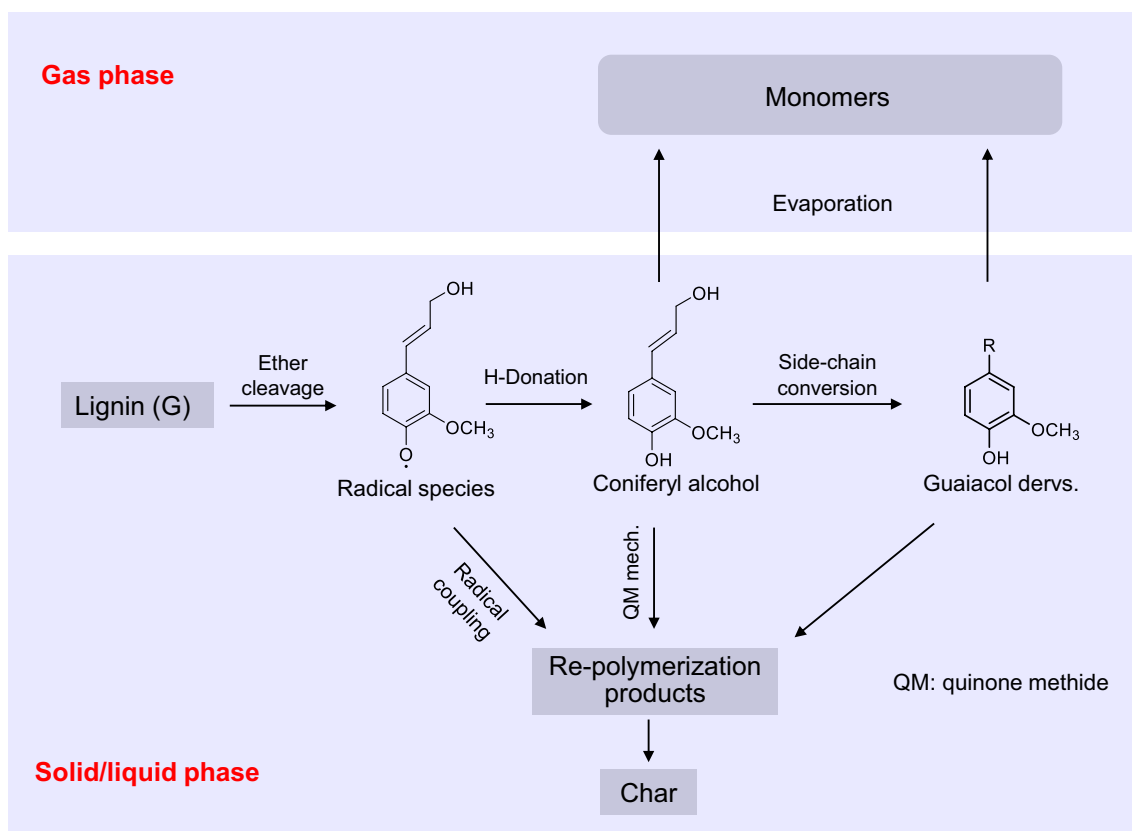 Gas phase
Monomers
Evaporation
OH
OH
Ether
cleavage
H-Donation
Side-chain
conversion
R
Lignin (G)
OCH₃
OCH₃
OCH₃
O
·
OH
OH
Radical species
Coniferyl alcohol
Guaiacol dervs.
Radical
coupling
QM mech.
Re-polymerization
products
QM: quinone methide
Solid/liquid phase
Char